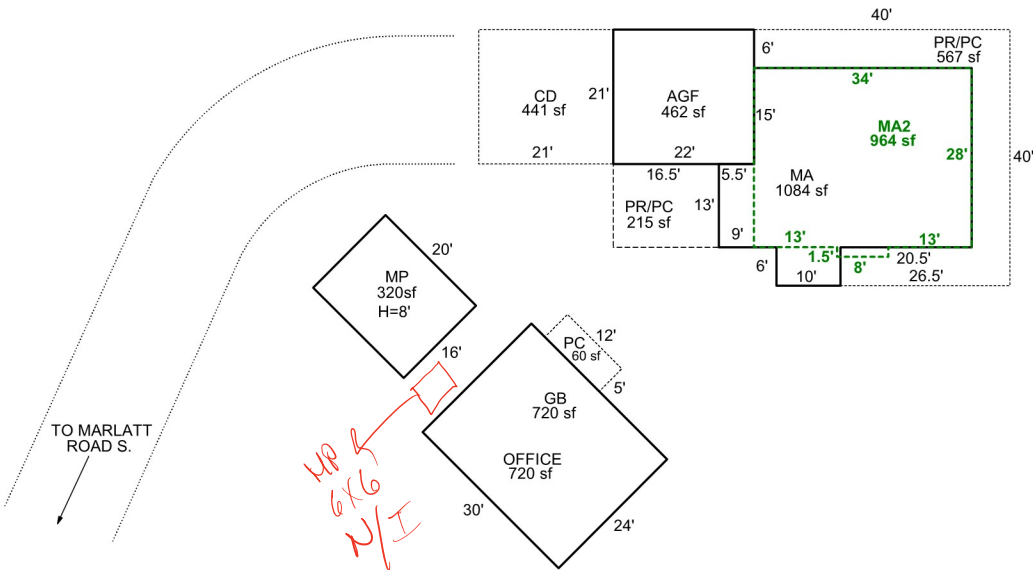 40'
6'
PR/PC
567 sf
34'
CD
441 sf
21'
AGF
462 sf
15'
MA2
964 sf
28'
40'
21'
22'
16.5'
5.5'
MA
1084 sf
PR/PC
215 sf
13'
9'
13'
13'
1.5'
8'
20.5'
26.5'
6'
10'
20'
MP
320sf
H=8'
16'
PC
60 sf
12'
5'
GB
720 sf
OFFICE
720 sf
30'
24'
TO MARLATT
ROAD S.
MP
6X6
N/I